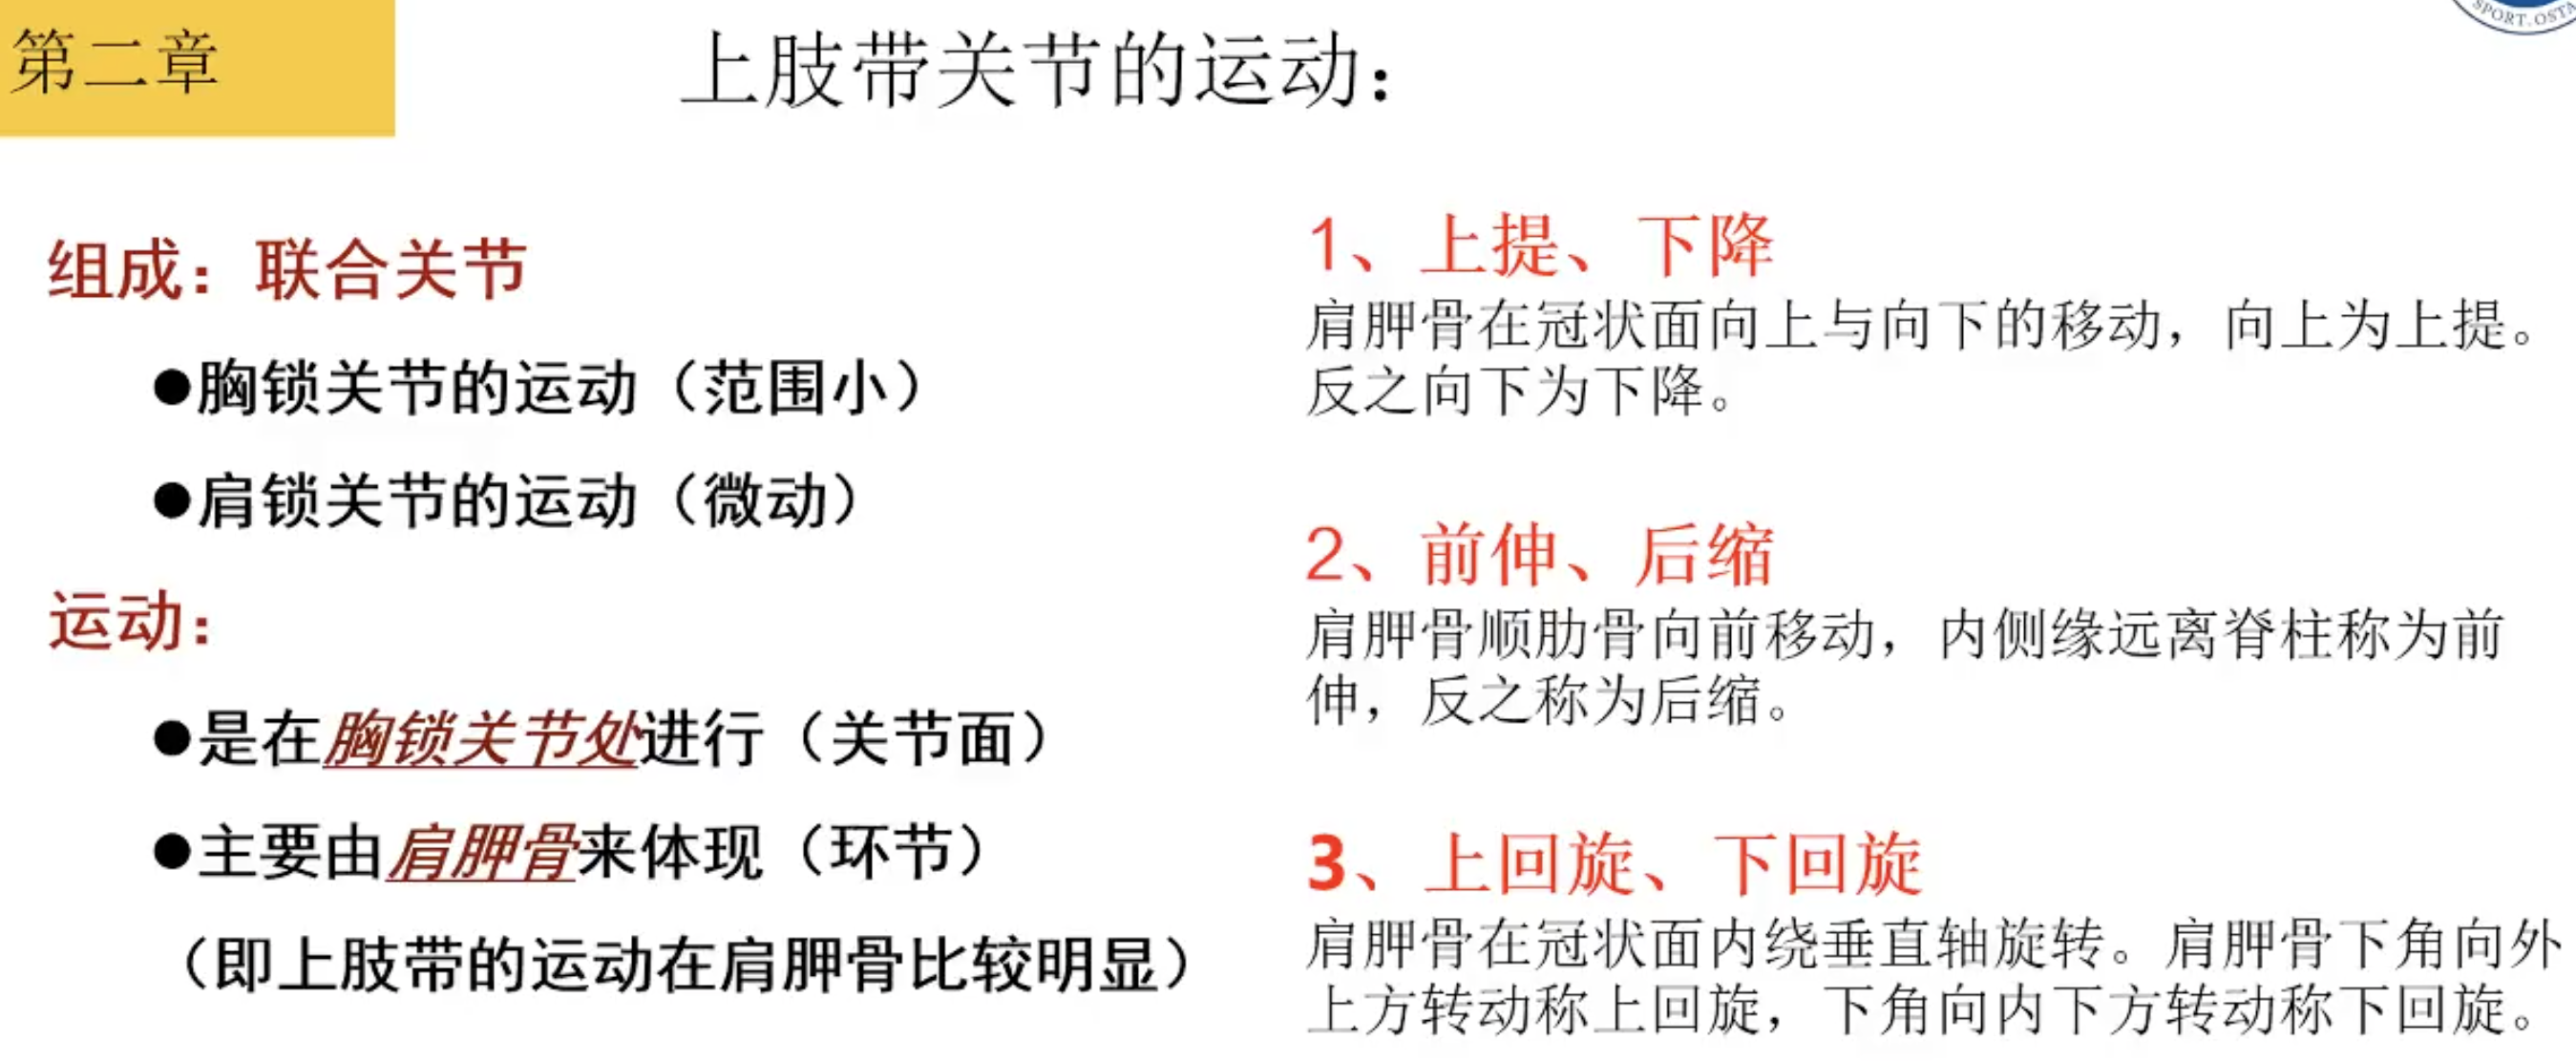 第二章
上肢带关节的运动：
SPORT.OSTA
组成：联合关节
●胸锁关节的运动（范围小）
●肩锁关节的运动（微动）
运动：
●是在胸锁关节处进行（关节面）
●主要由肩胛骨来体现（环节）
（即上肢带的运动在肩胛骨比较明显）
1、上提、下降
肩胛骨在冠状面向上与向下的移动，向上为上提。
反之向下为下降。
2、前伸、后缩
肩胛骨顺肋骨向前移动，内侧缘远离脊柱称为前
伸，反之称为后缩。
3、上回旋、下回旋
肩胛骨在冠状面内绕垂直轴旋转。肩胛骨下角向外
上方转动称上回旋，下角向内下方转动称下回旋。